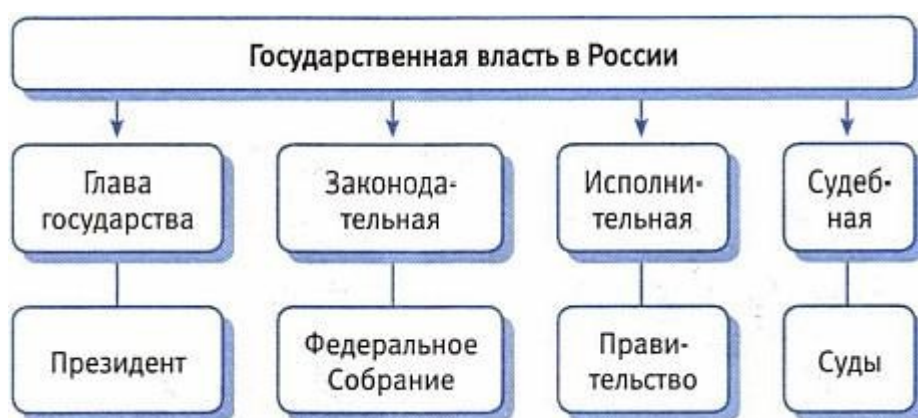 Государственная власть в России
Глава
государства
Законода-
тельная
Исполни-
тельная
Судеб-
ная
Президент
Федеральное
Собрание
Прави-
тельство
Суды